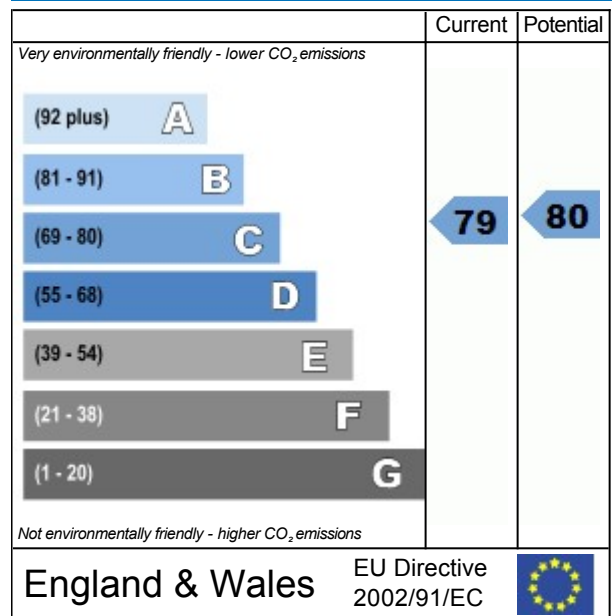 Current Potential
Very environmentally friendly - lower CO₂ emissions
(92 plus) A
(81 - 91) B
(69 - 80) C
79 80
(55 - 68) D
(39 - 54) E
(21 - 38) F
(1 - 20) G
Not environmentally friendly - higher CO₂ emissions
England & Wales
EU Directive
2002/91/EC